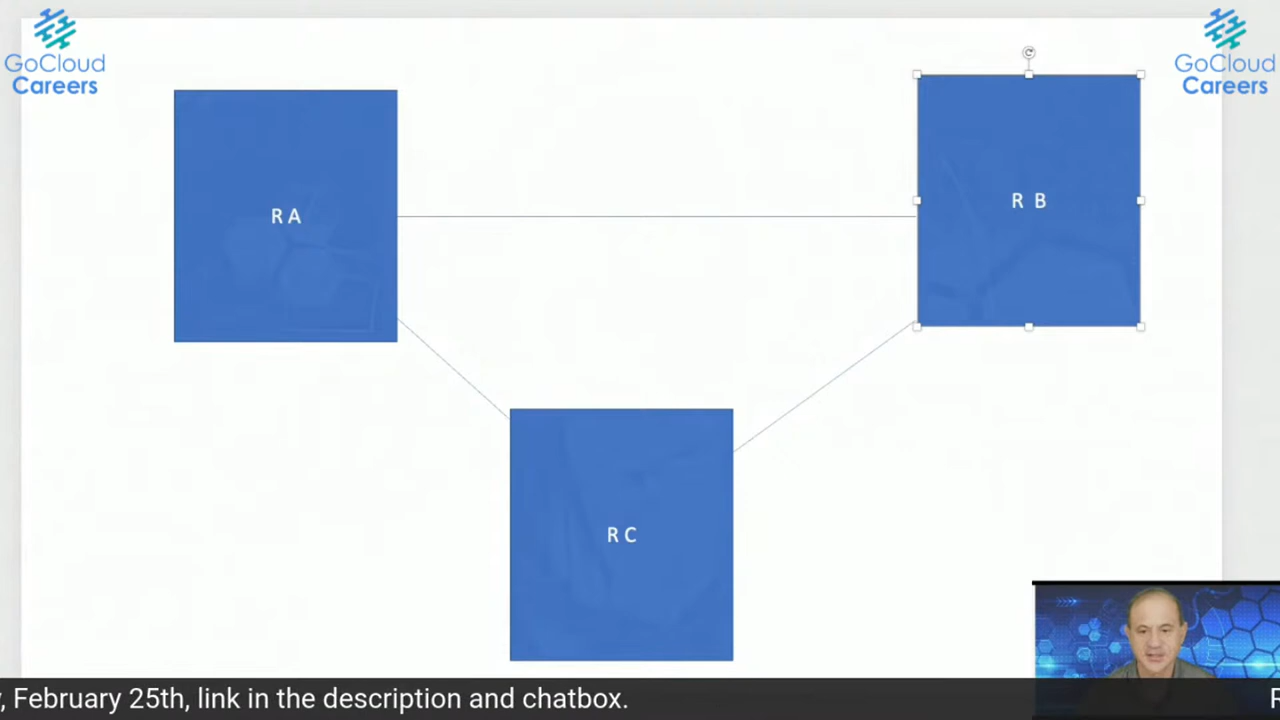 GoCloud
Careers
GoCloud
Careers
R A
R B
R C
, February 25th, link in the description and chatbox.